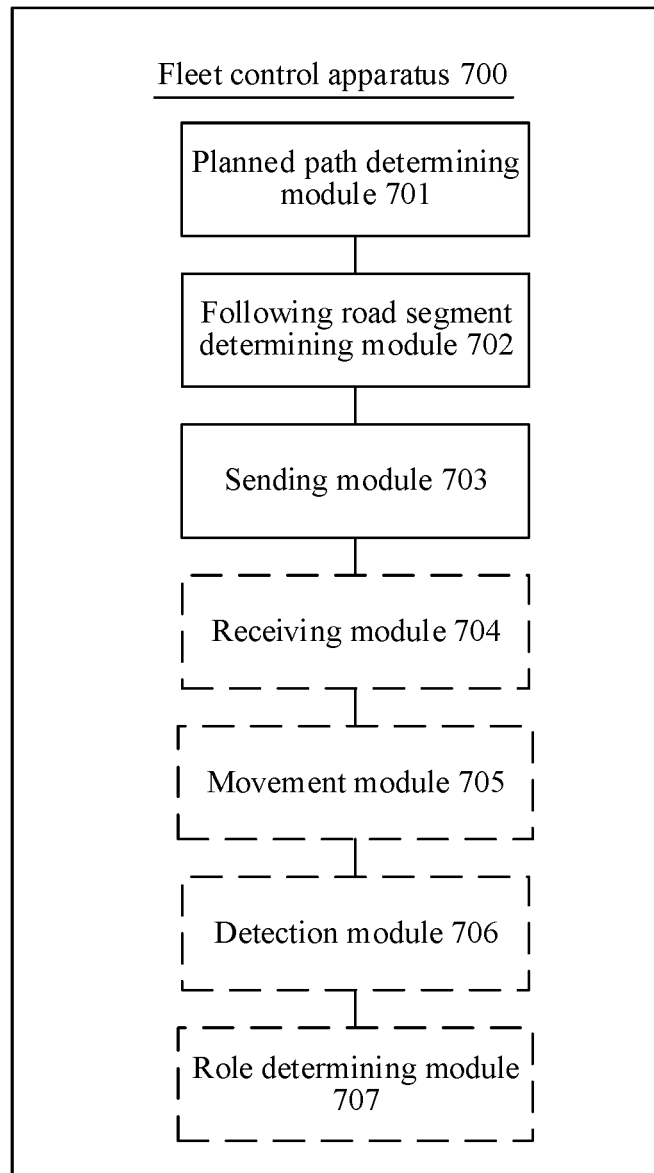 Fleet control apparatus 700
Planned path determining
module 701
Following road segment
determining module 702
Sending module 703
Receiving module 704
Movement module 705
Detection module 706
Role determining module
707